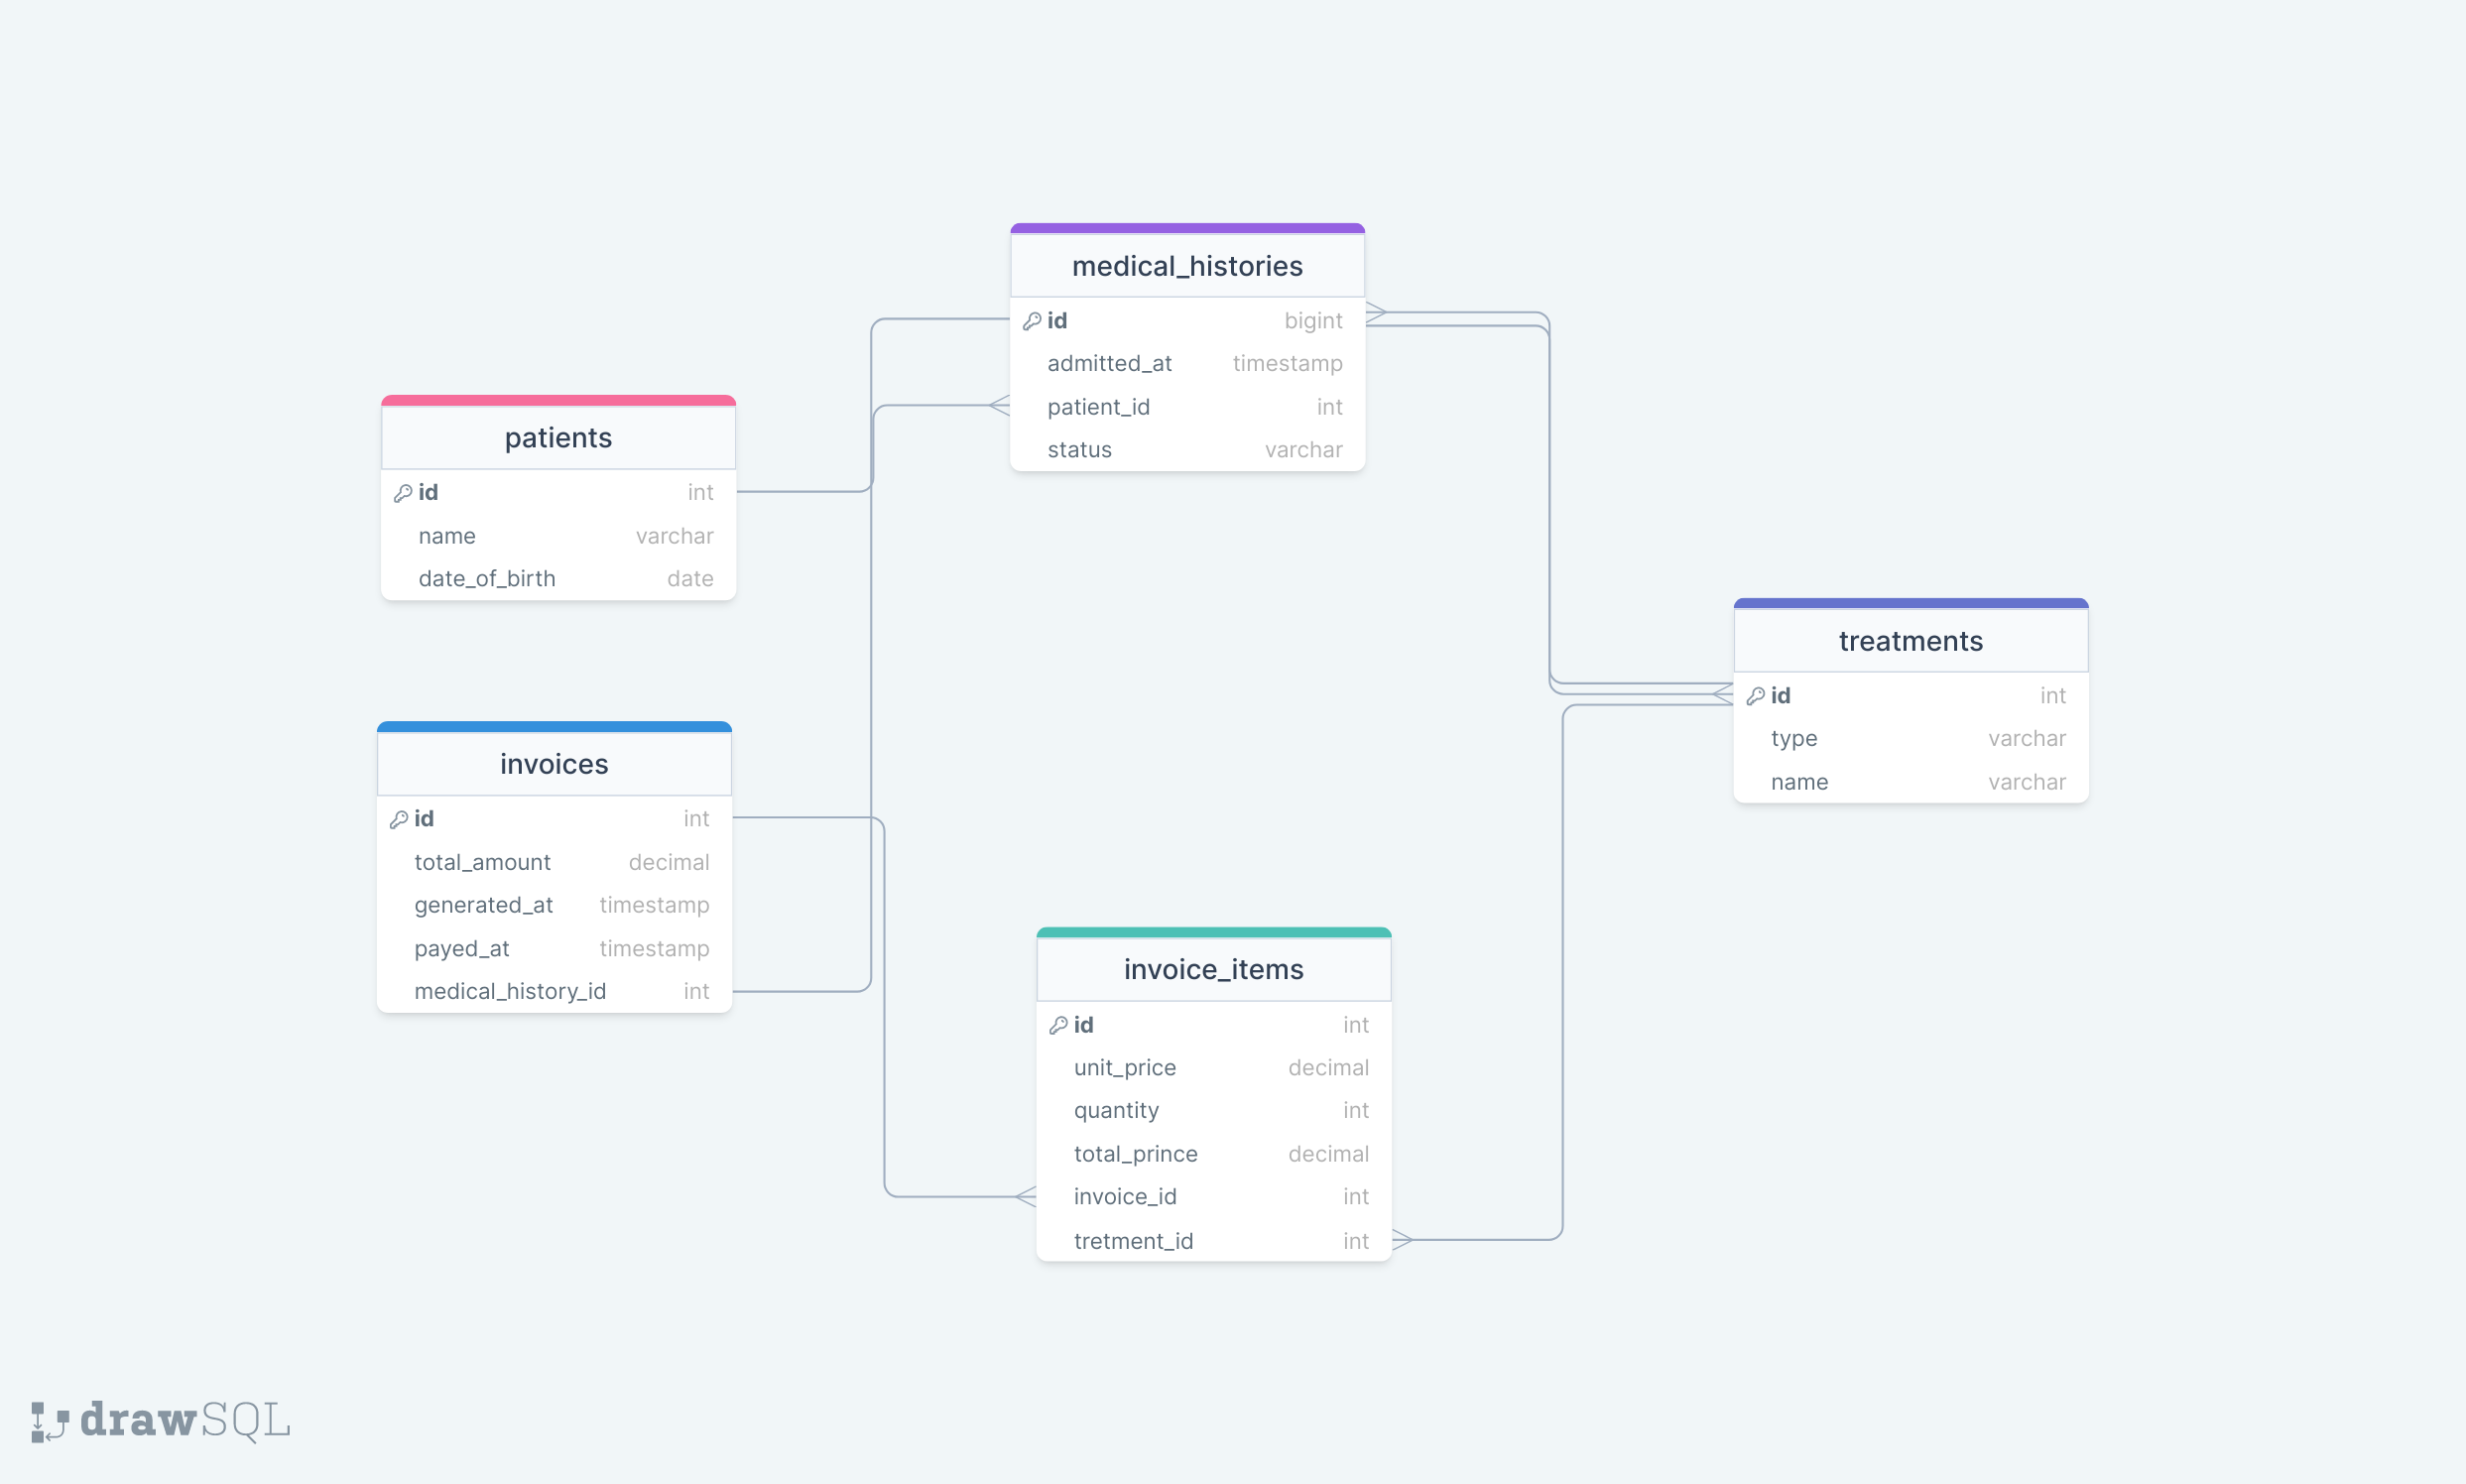 medical_histories
id bigint
admitted_at timestamp
patient_id int
status varchar
patients
id int
name varchar
date_of_birth date
treatments
id int
type varchar
name varchar
invoices
id int
total_amount decimal
generated_at timestamp
payed_at timestamp
medical_history_id int
invoice_items
id int
unit_price decimal
quantity int
total_prince decimal
invoice_id int
tretment_id int
drawSQL